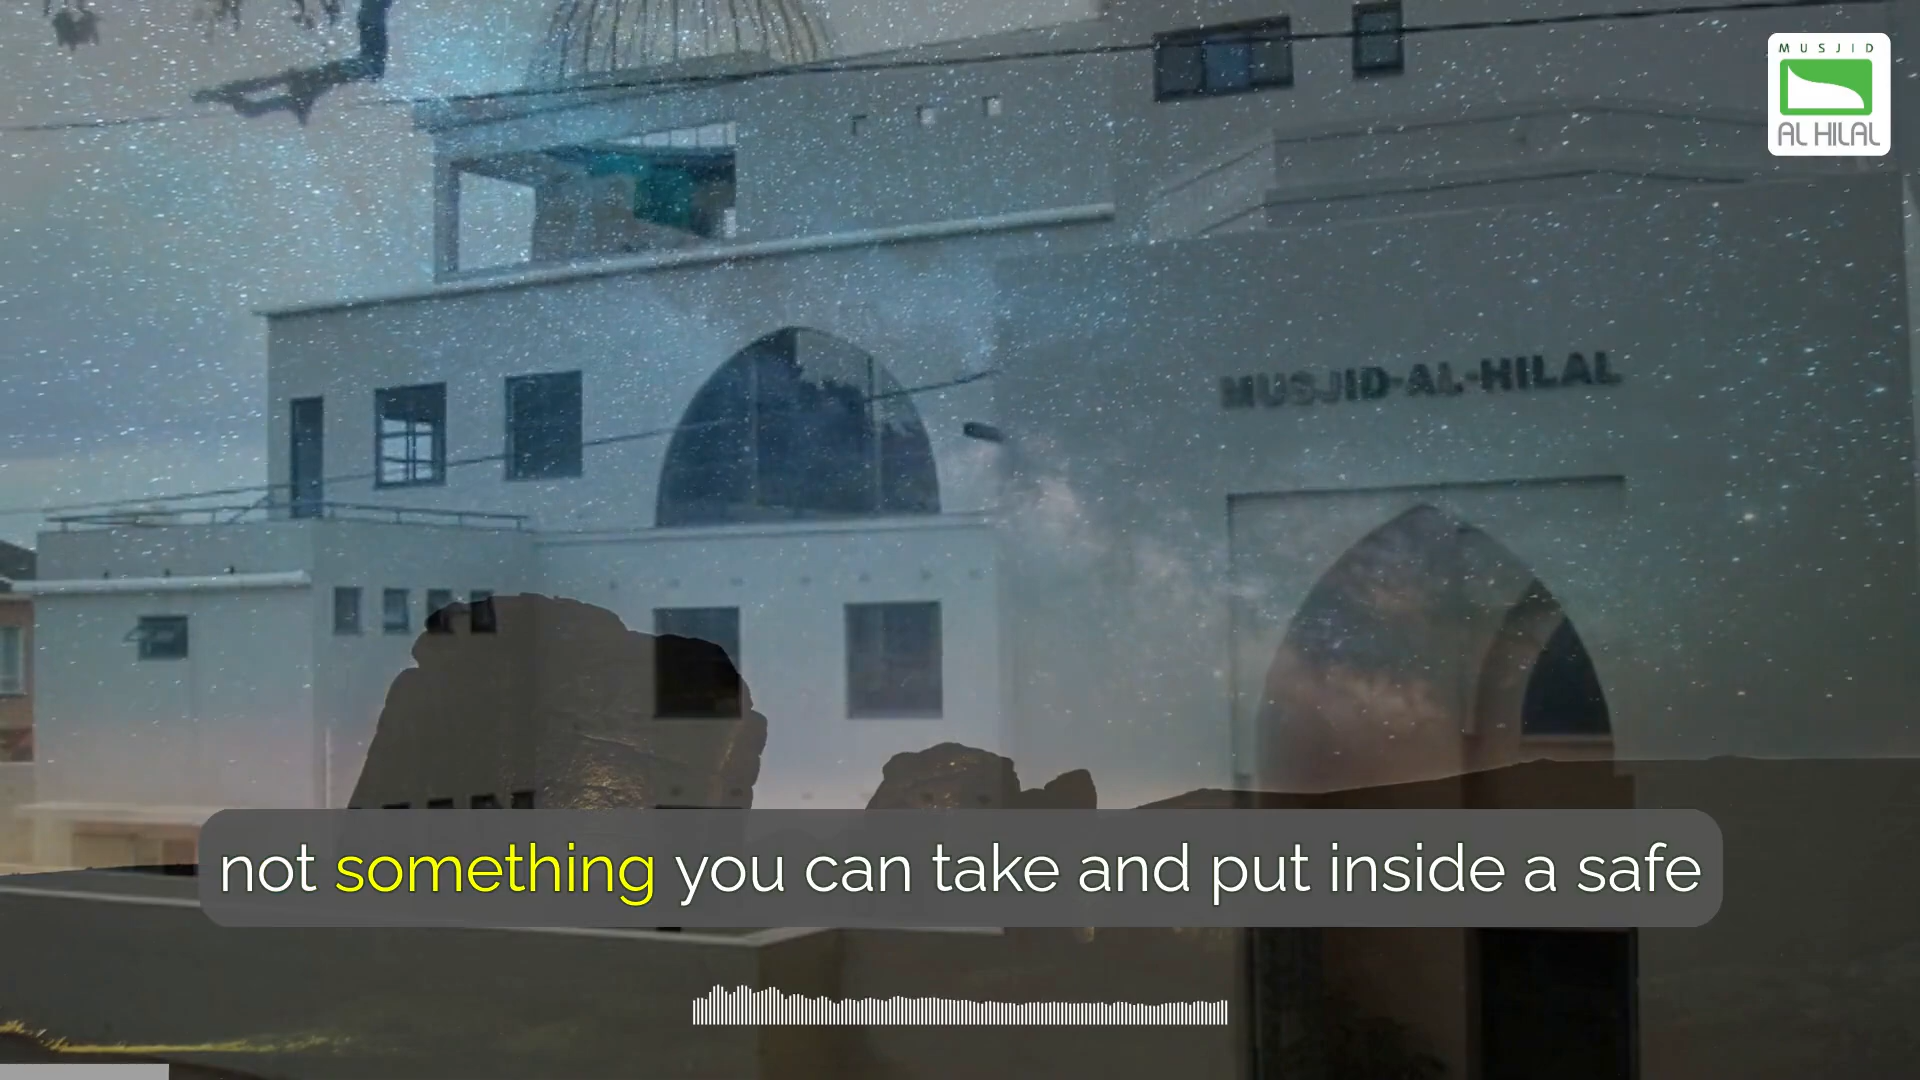 MUSJID
AL HILAL
MUSJID-AL-HILAL
not something you can take and put inside a safe